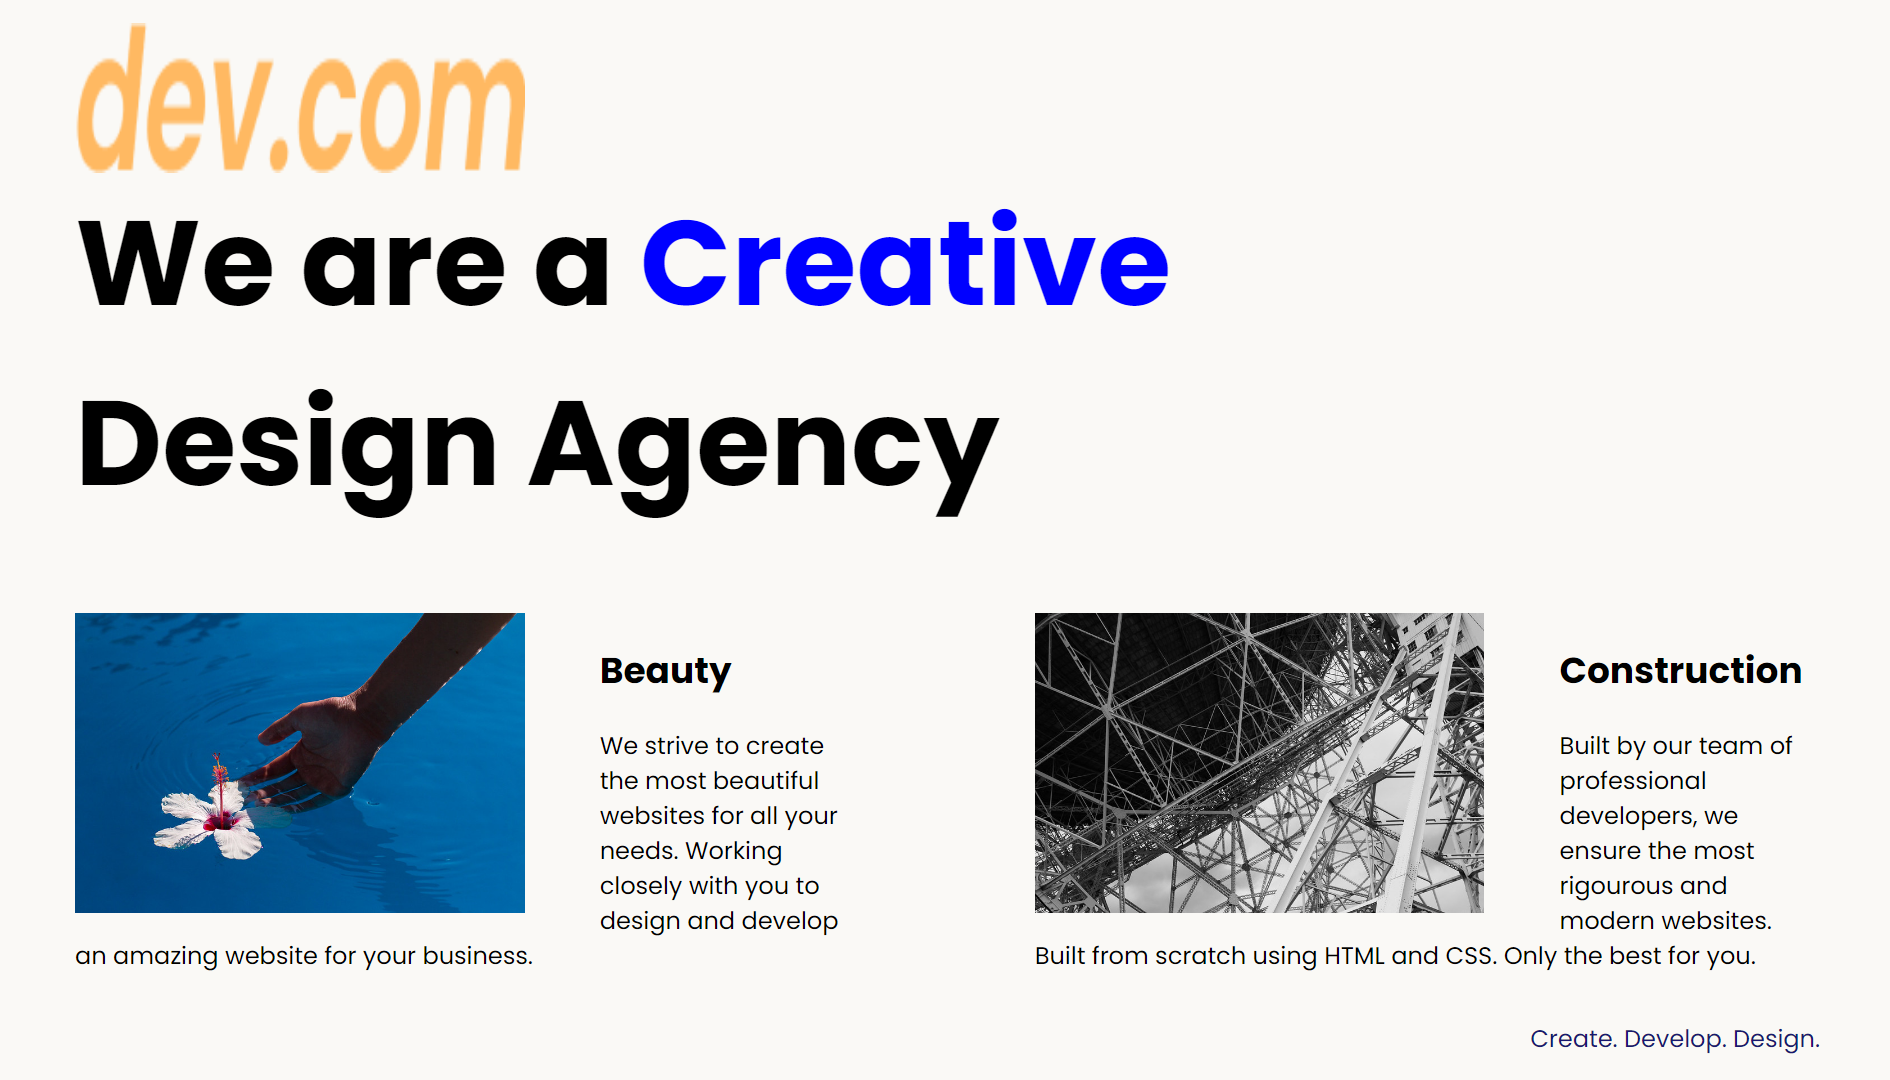 dev.com
We are a Creative
Design Agency
Beauty
We strive to create
the most beautiful
websites for all your
needs. Working
closely with you to
design and develop
an amazing website for your business.
Construction
Built by our team of
professional
developers, we
ensure the most
rigourous and
modern websites.
Built from scratch using HTML and CSS. Only the best for you.
Create. Develop. Design.